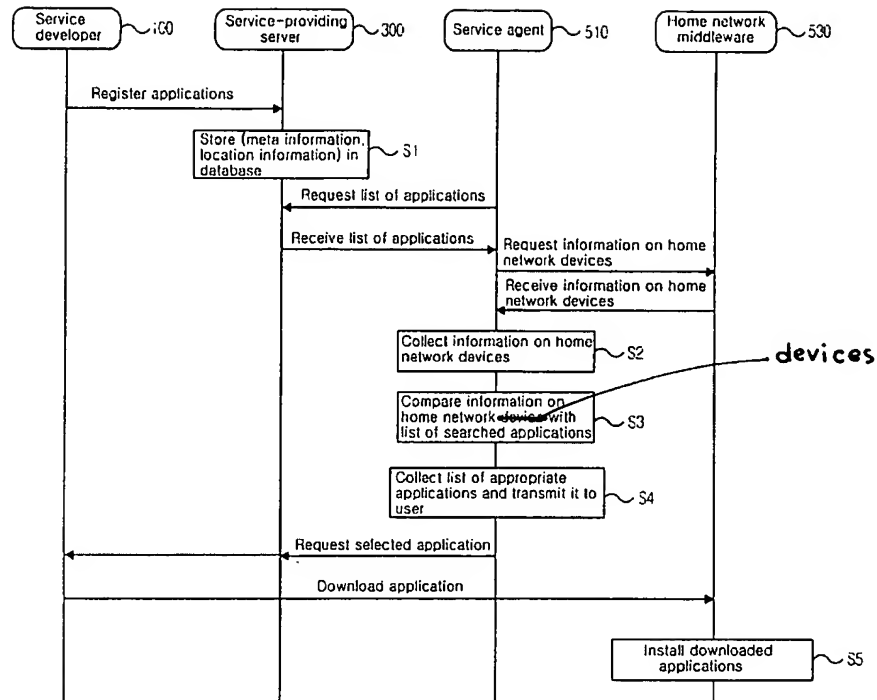 Service
developer
100
Service-providing
server
300
Service agent
510
Home network
middleware
530
Register applications
Store (meta information,
location information) in
database
S1
Request list of applications
Receive list of applications
Request information on home
network devices
Receive information on home
network devices
Collect information on home
network devices
S2
devices
Compare information on
home network device with
list of searched applications
S3
Collect list of appropriate
applications and transmit it to
user
S4
Request selected application
Download application
Install downloaded
applications
S5